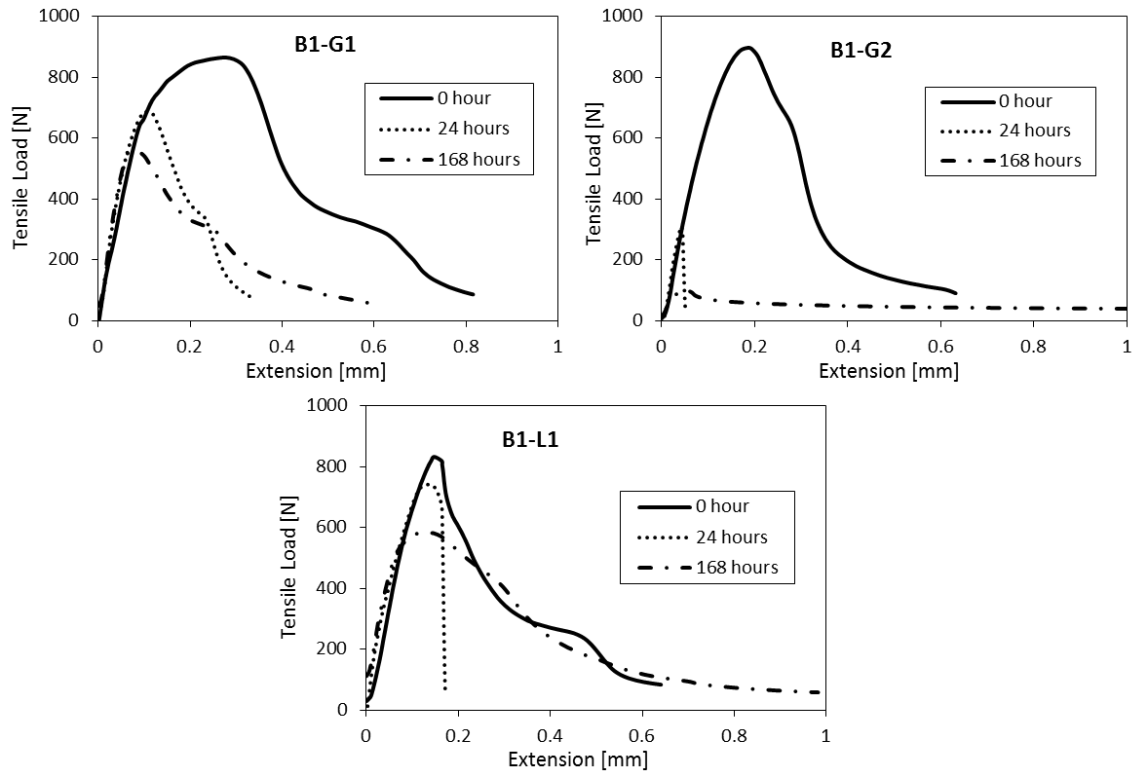 B1-G1
Tensile Load [N]
1000
800
600
400
200
0
0 hour
24 hours
168 hours
0 0.2 0.4 0.6 0.8 1
Extension [mm]
B1-G2
Tensile Load [N]
1000
800
600
400
200
0
0 hour
24 hours
168 hours
0 0.2 0.4 0.6 0.8 1
Extension [mm]
B1-L1
Tensile Load [N]
1000
800
600
400
200
0
0 hour
24 hours
168 hours
0 0.2 0.4 0.6 0.8 1
Extension [mm]